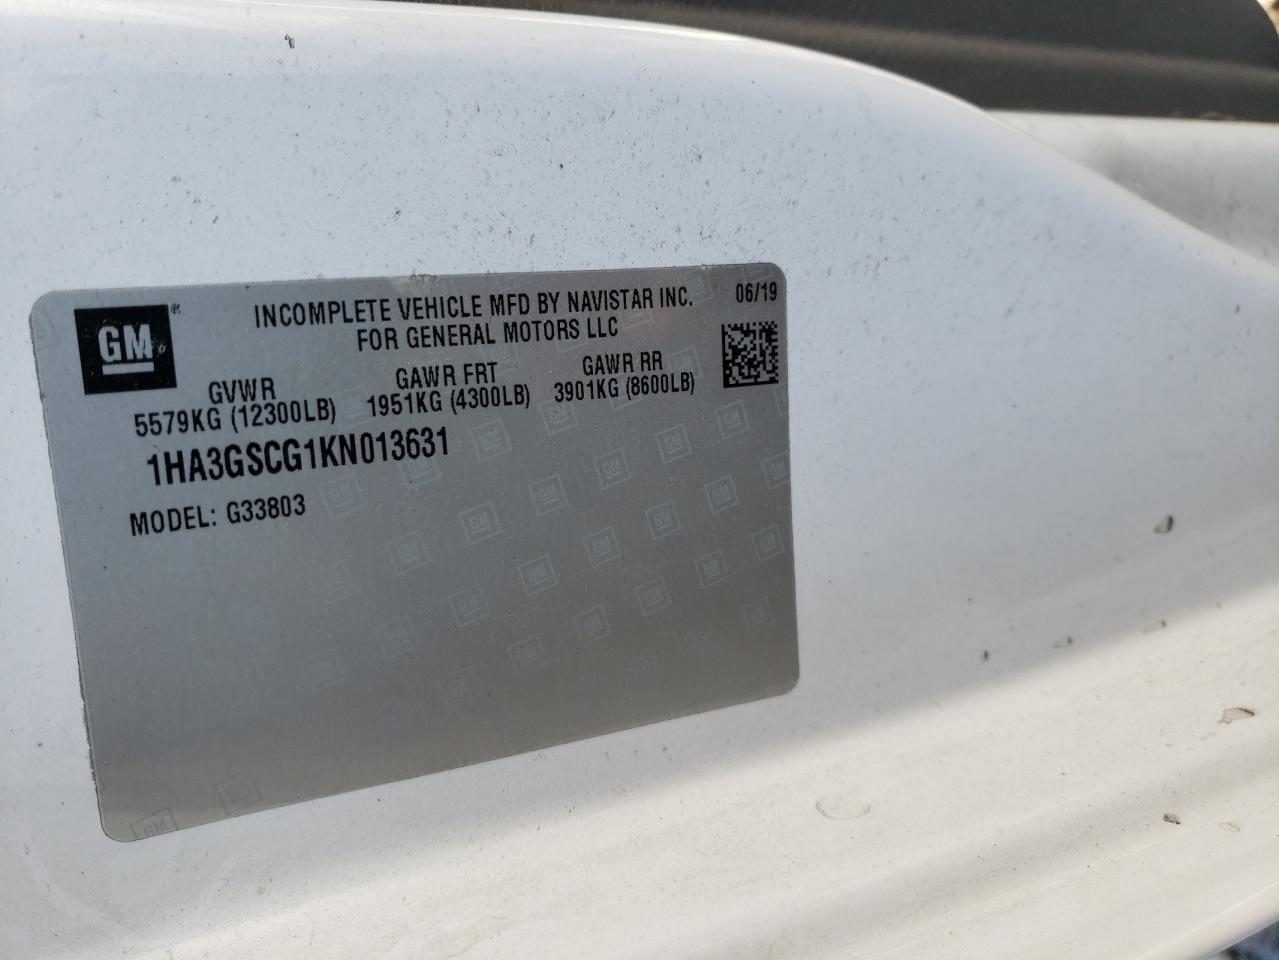 GM ®
INCOMPLETE VEHICLE MFD BY NAVISTAR INC. 06/19
FOR GENERAL MOTORS LLC
GVWR GAWR FRT GAWR RR
5579KG (12300LB) 1951KG (4300LB) 3901KG (8600LB)
1HA3GSCG1KN013631
MODEL: G33803